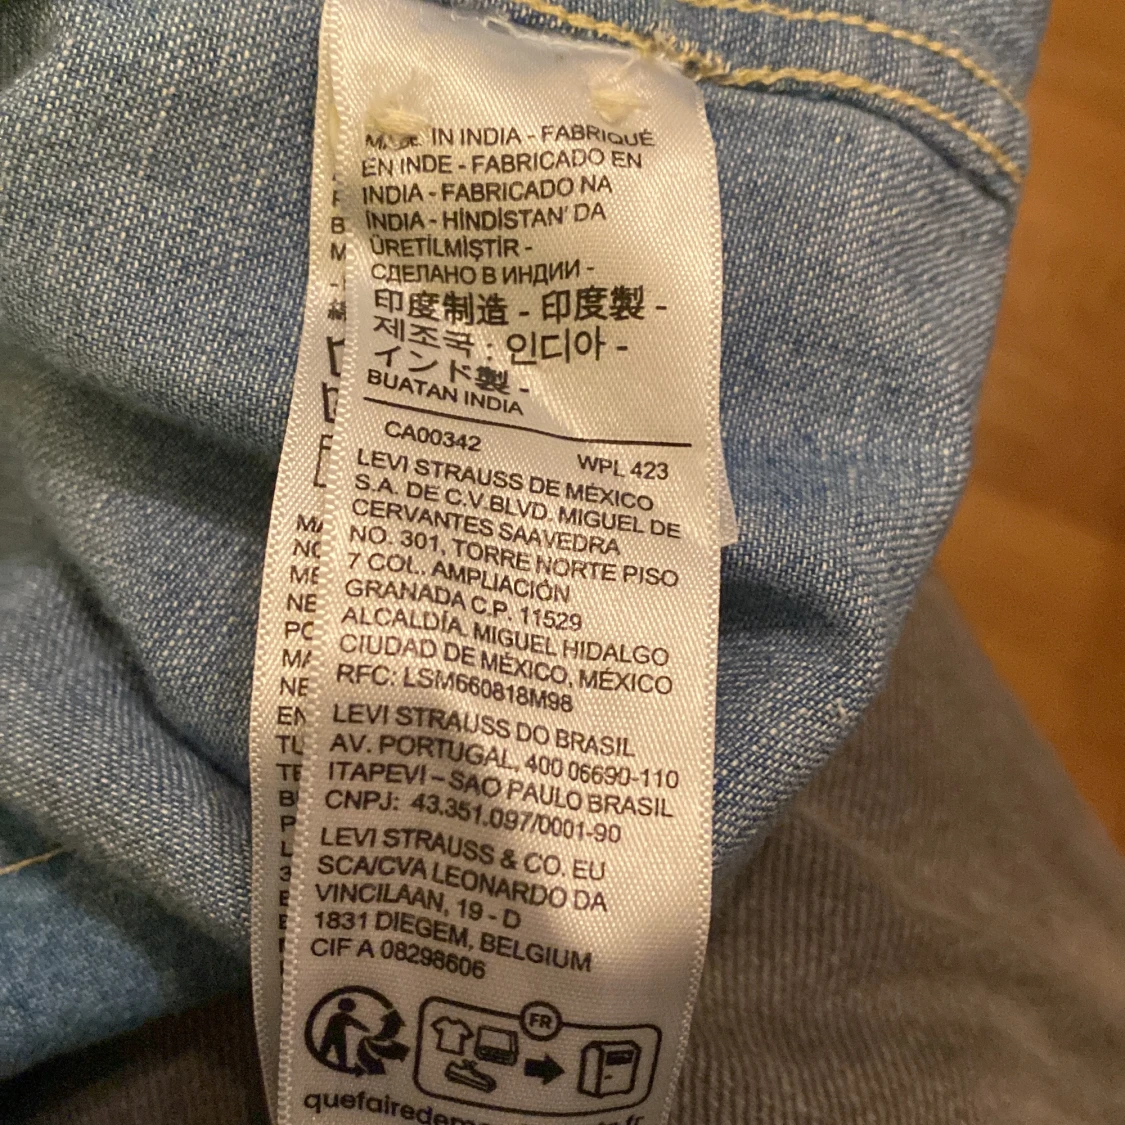 MADE IN INDIA - FABRIQUÉ
EN INDE - FABRICADO EN
INDIA - FABRICADO NA
İNDIA - HİNDİSTAN' DA
ÜRETİLMİŞTİR -
СДЕЛАНО В ИНДИИ -
印度制造 - 印度製 -
제조국 : 인디아 -
インド製 -
BUATAN INDIA
CA00342 WPL 423
LEVI STRAUSS DE MÉXICO
S.A. DE C.V.BLVD. MIGUEL DE
CERVANTES SAAVEDRA
NO. 301, TORRE NORTE PISO
7 COL. AMPLIACIÓN
GRANADA C.P. 11529
ALCALDÍA. MIGUEL HIDALGO
CIUDAD DE MÉXICO, MÉXICO
RFC: LSM660818M98
LEVI STRAUSS DO BRASIL
AV. PORTUGAL, 400 06690-110
ITAPEVI – SAO PAULO BRASIL
CNPJ: 43.351.097/0001-90
LEVI STRAUSS & CO. EU
SCA/CVA LEONARDO DA
VINCILAAN, 19 - D
1831 DIEGEM, BELGIUM
CIF A 08298606
FR